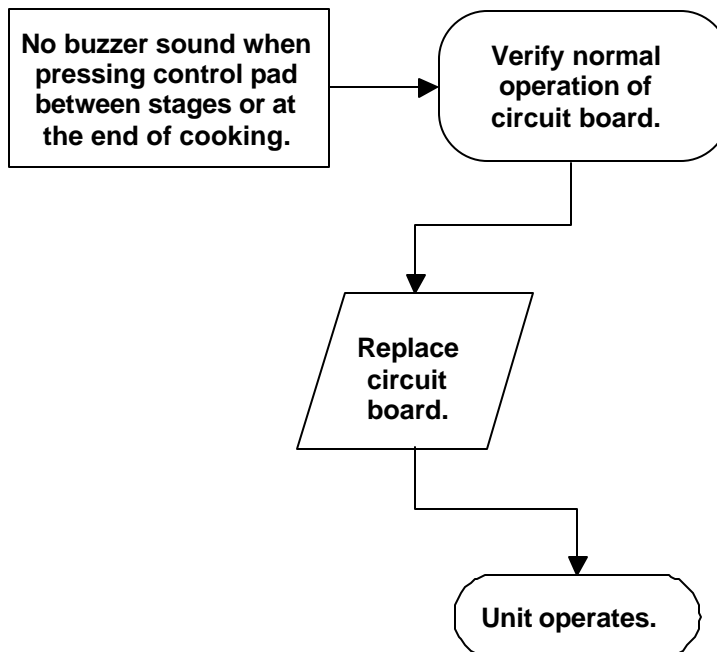 No buzzer sound when
pressing control pad
between stages or at
the end of cooking.
Verify normal
operation of
circuit board.
Replace
circuit
board.
Unit operates.